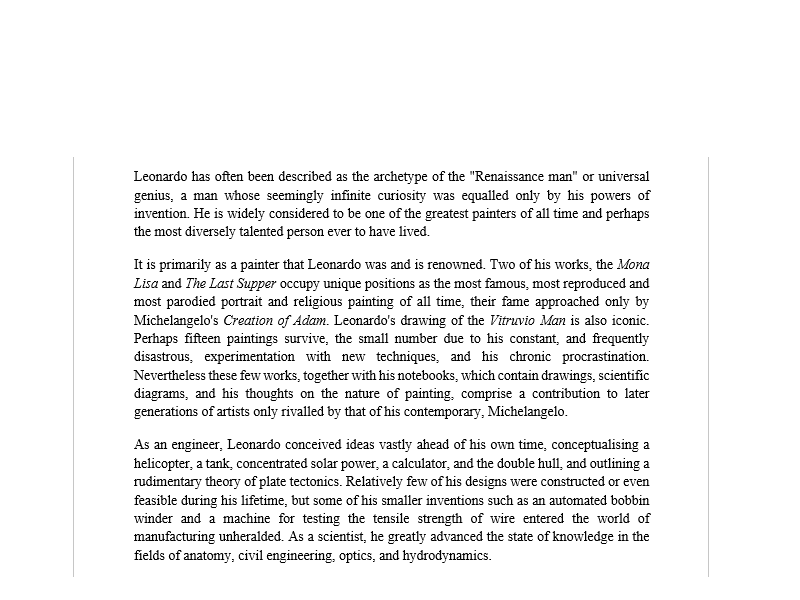 Leonardo has often been described as the archetype of the "Renaissance man" or universal
genius, a man whose seemingly infinite curiosity was equalled only by his powers of
invention. He is widely considered to be one of the greatest painters of all time and perhaps
the most diversely talented person ever to have lived.
It is primarily as a painter that Leonardo was and is renowned. Two of his works, the Mona
Lisa and The Last Supper occupy unique positions as the most famous, most reproduced and
most parodied portrait and religious painting of all time, their fame approached only by
Michelangelo's Creation of Adam. Leonardo's drawing of the Vitruvio Man is also iconic.
Perhaps fifteen paintings survive, the small number due to his constant, and frequently
disastrous, experimentation with new techniques, and his chronic procrastination.
Nevertheless these few works, together with his notebooks, which contain drawings, scientific
diagrams, and his thoughts on the nature of painting, comprise a contribution to later
generations of artists only rivalled by that of his contemporary, Michelangelo.
As an engineer, Leonardo conceived ideas vastly ahead of his own time, conceptualising a
helicopter, a tank, concentrated solar power, a calculator, and the double hull, and outlining a
rudimentary theory of plate tectonics. Relatively few of his designs were constructed or even
feasible during his lifetime, but some of his smaller inventions such as an automated bobbin
winder and a machine for testing the tensile strength of wire entered the world of
manufacturing unheralded. As a scientist, he greatly advanced the state of knowledge in the
fields of anatomy, civil engineering, optics, and hydrodynamics.